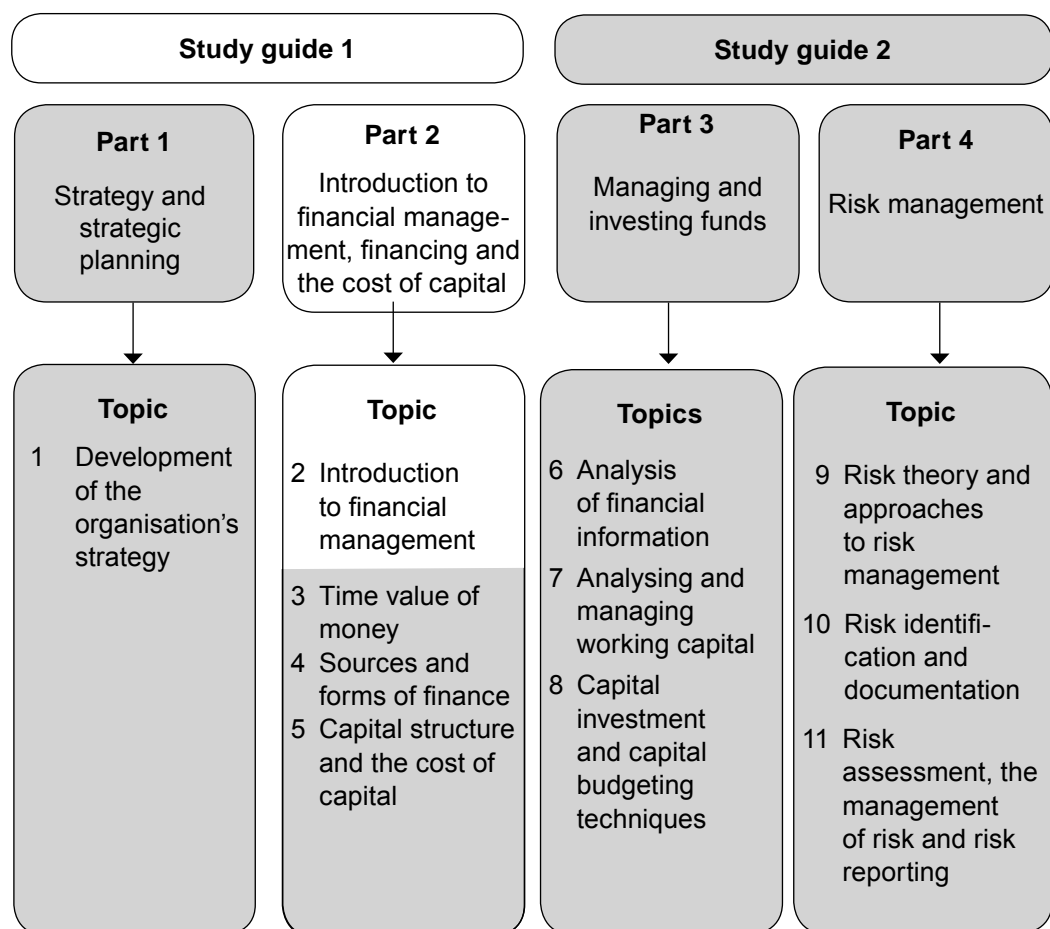 Study guide 1
Study guide 2
Part 1
Strategy and
strategic
planning
Part 2
Introduction to
financial manage-
ment, financing and
the cost of capital
Part 3
Managing and
investing funds
Part 4
Risk management
Topic
1 Development
of the
organisation's
strategy
Topic
2 Introduction
to financial
management
3 Time value of
money
4 Sources and
forms of finance
5 Capital structure
and the cost of
capital
Topics
6 Analysis
of financial
information
7 Analysing and
managing
working capital
8 Capital
investment
and capital
budgeting
techniques
Topic
9 Risk theory and
approaches
to risk
management
10 Risk identifi-
cation and
documentation
11 Risk
assessment, the
management
of risk and risk
reporting